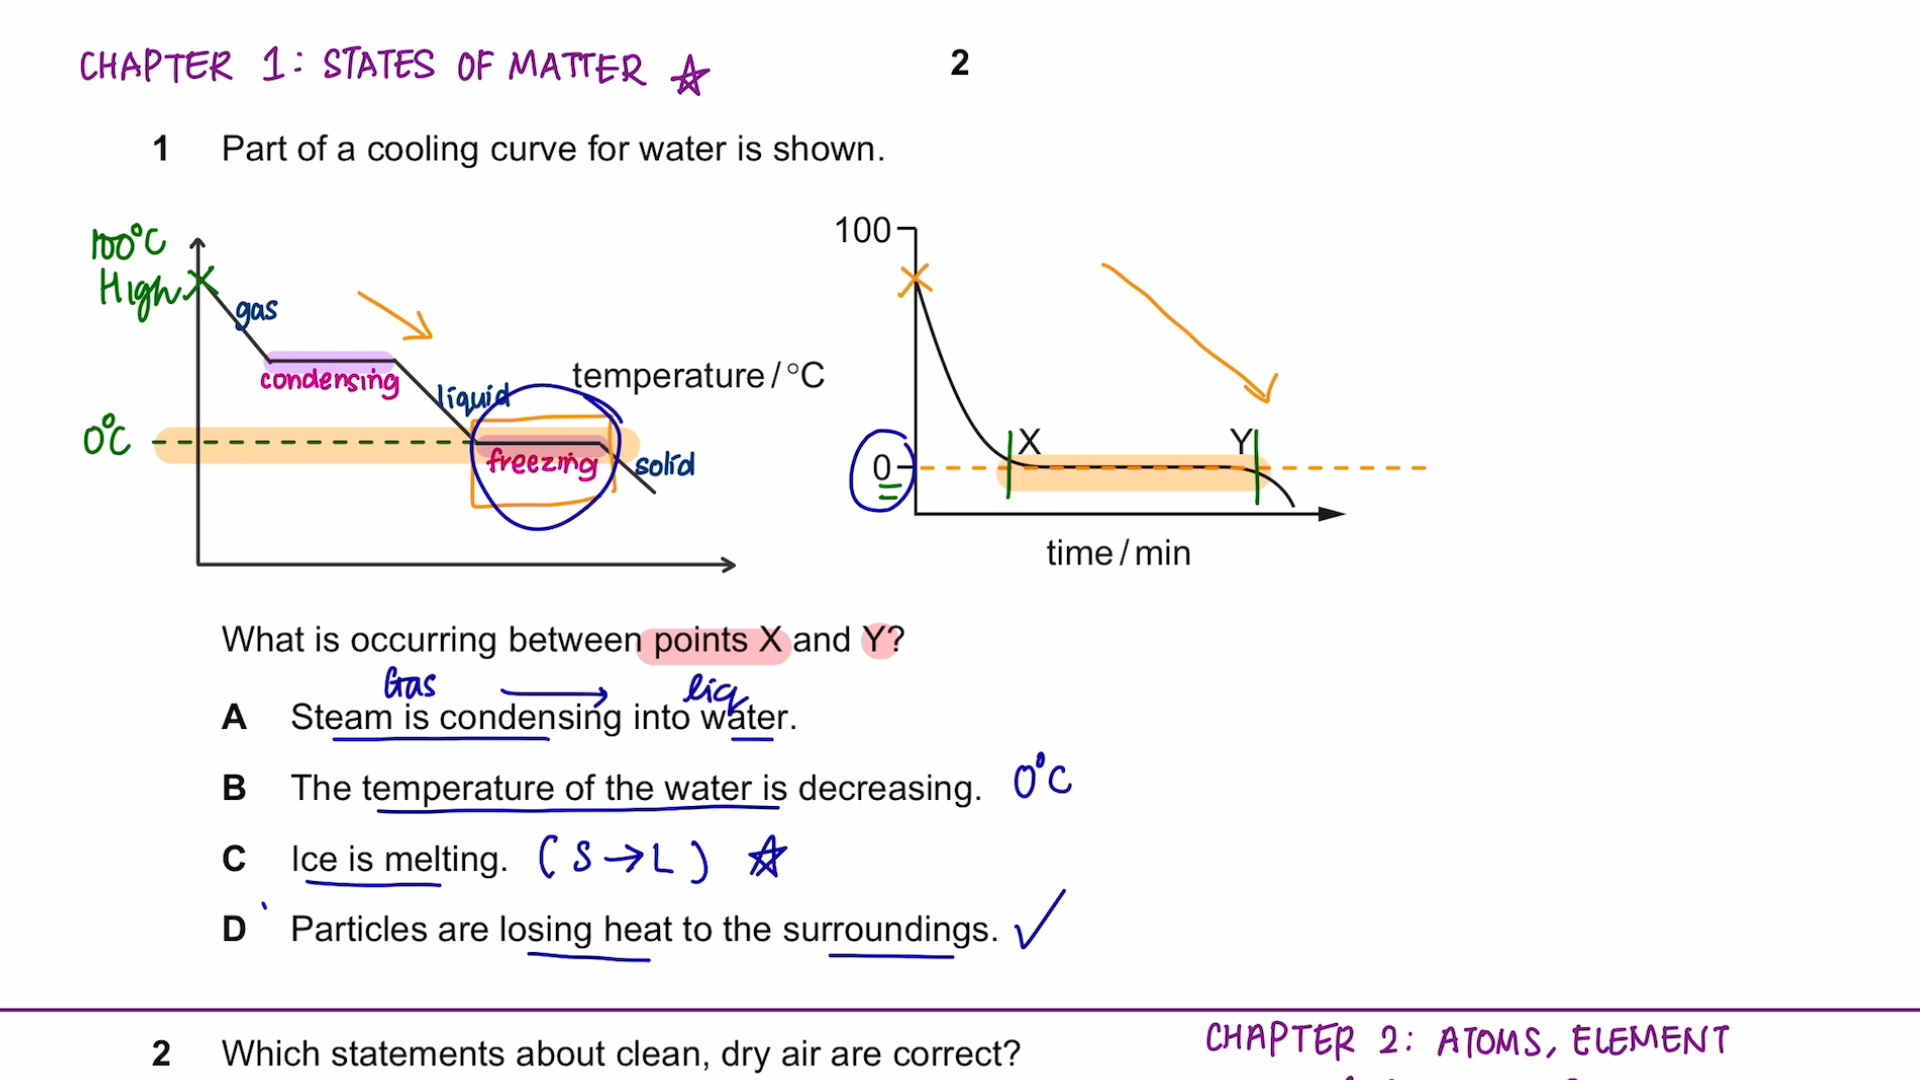 CHAPTER 1: STATES OF MATTER
2
1 Part of a cooling curve for water is shown.
100°C
High
gas
condensing
liquid
0°C
freezing
solid
temperature / °C
100
0
X
Y
time / min
What is occurring between points X and Y?
Gas liq
A Steam is condensing into water.
B The temperature of the water is decreasing. 0°C
C Ice is melting. (S→L)
D Particles are losing heat to the surroundings.
CHAPTER 2: ATOMS, ELEMENT
2 Which statements about clean, dry air are correct?